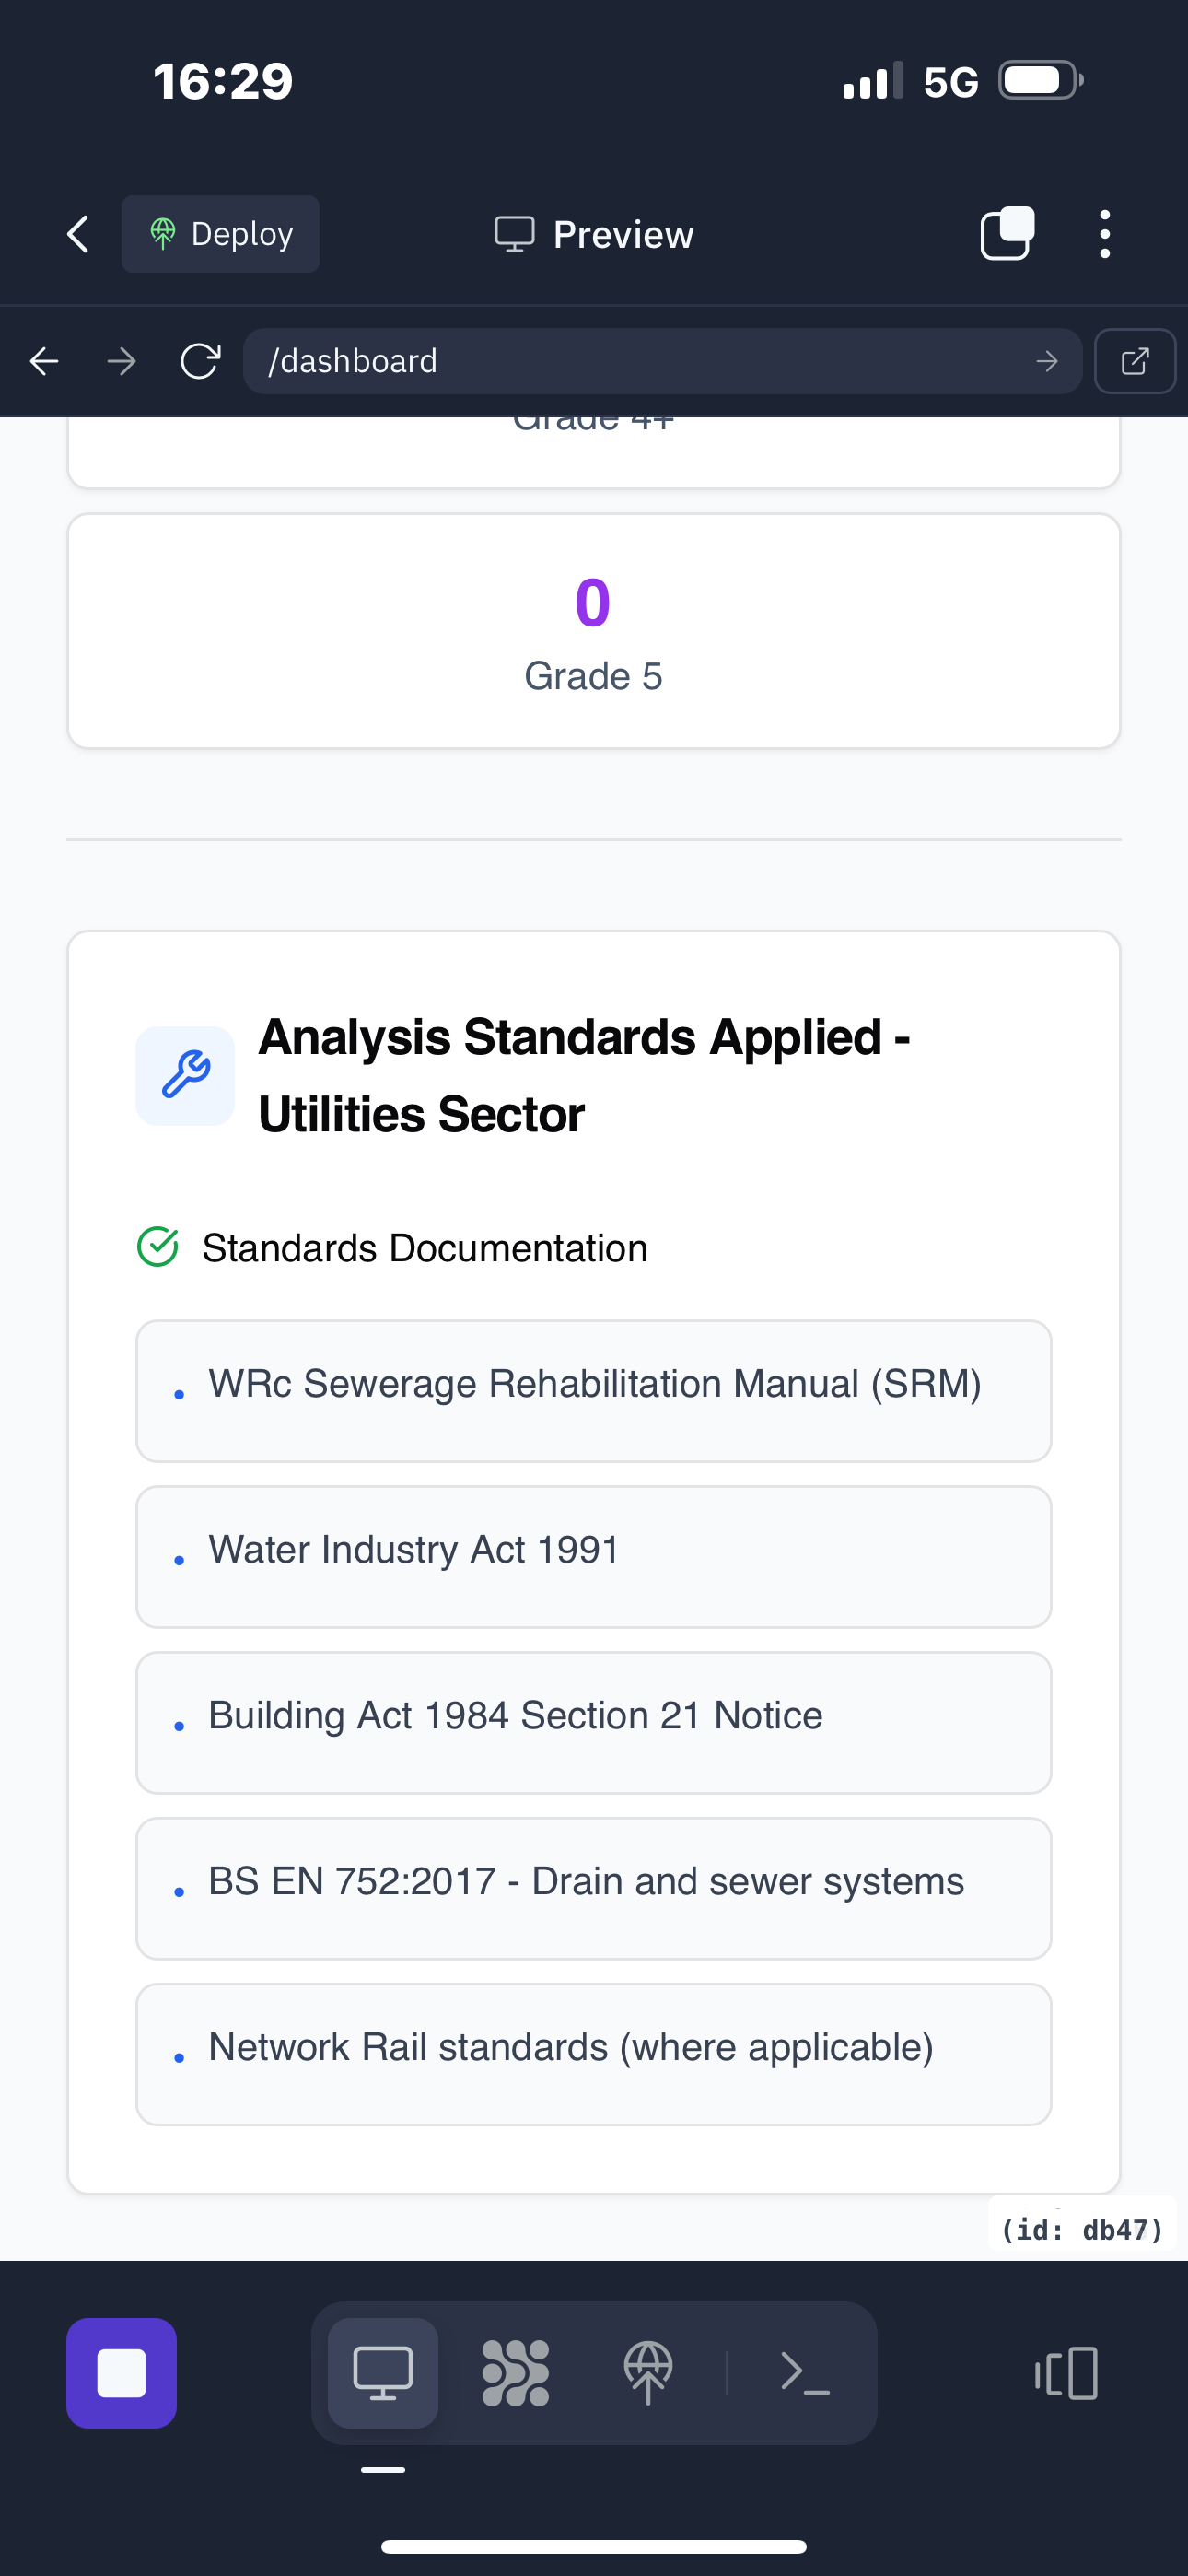 16:29
5G
Deploy
Preview
/dashboard
Grade 4+
0
Grade 5
Analysis Standards Applied -
Utilities Sector
Standards Documentation
• WRc Sewerage Rehabilitation Manual (SRM)
• Water Industry Act 1991
• Building Act 1984 Section 21 Notice
• BS EN 752:2017 - Drain and sewer systems
• Network Rail standards (where applicable)
(id: db47)